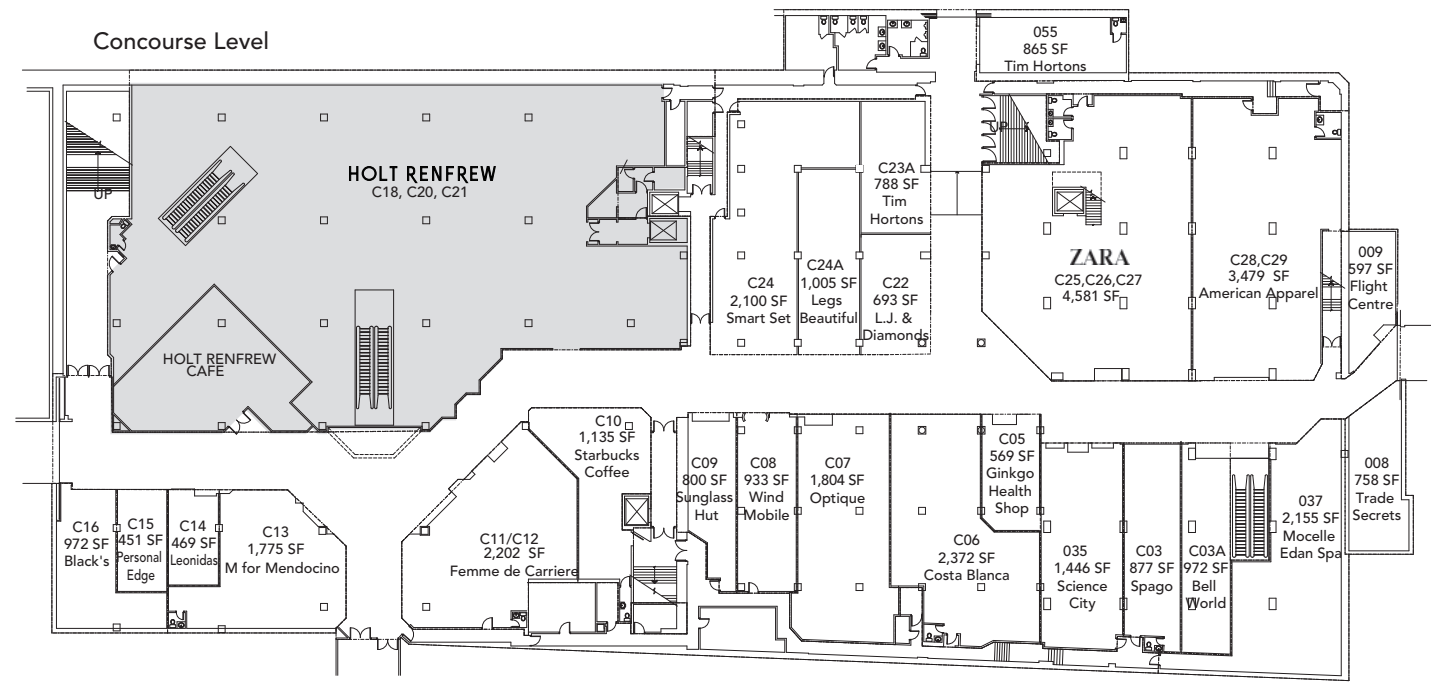 Concourse Level
055
865 SF
Tim Hortons
UP
HOLT RENFREW
C18, C20, C21
UP
C23A
788 SF
Tim
Hortons
C24
2,100 SF
Smart Set
C24A
1,005 SF
Legs
Beautiful
C22
693 SF
L.J. &
Diamonds
ZARA
C25,C26,C27
4,581 SF
C28,C29
3,479 SF
American Apparel
009
597 SF
Flight
Centre
HOLT RENFREW
CAFE
C10
1,135 SF
Starbucks
Coffee
C09
800 SF
Sunglass
Hut
C08
933 SF
Wind
Mobile
C07
1,804 SF
Optique
C05
569 SF
Ginkgo
Health
Shop
008
758 SF
Trade
Secrets
C16
972 SF
Black's
C15
451 SF
Personal
Edge
C14
469 SF
Leonidas
C13
1,775 SF
M for Mendocino
C11/C12
2,202 SF
Femme de Carriere
C06
2,372 SF
Costa Blanca
035
1,446 SF
Science
City
C03
877 SF
Spago
C03A
972 SF
Bell
World
037
2,155 SF
Mocelle
Edan Spa